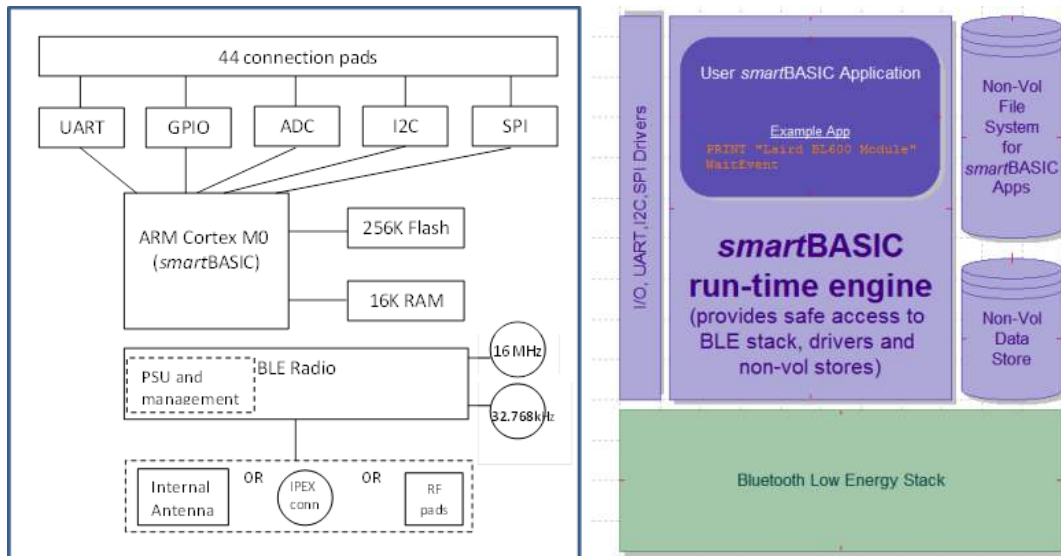 44 connection pads
UART
GPIO
ADC
I2C
SPI
ARM Cortex M0
(smartBASIC)
256K Flash
16K RAM
BLE Radio
PSU and
management
16 MHz
32.768kHz
OR
OR
Internal
Antenna
IPEX
conn
RF
pads
I/O, UART,I2C,SPI Drivers
User smartBASIC Application
Example App
PRINT "Laird BL600 Module"
WaitEvent
smartBASIC
run-time engine
(provides safe access to
BLE stack, drivers and
non-vol stores)
Non-Vol
File
System
for
smartBASIC
Apps
Non-Vol
Data
Store
Bluetooth Low Energy Stack